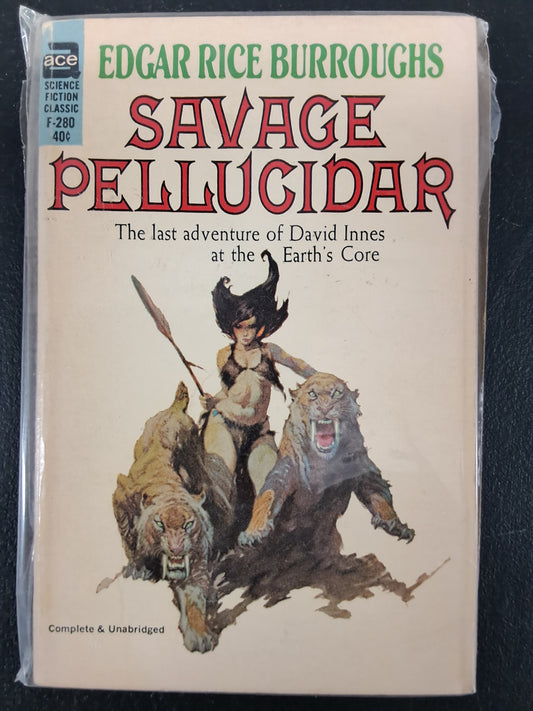 ace
SCIENCE
FICTION
CLASSIC
F-280
40¢
EDGAR RICE BURROUGHS
SAVAGE
PELLUCIDAR
The last adventure of David Innes
at the Earth's Core
Complete & Unabridged